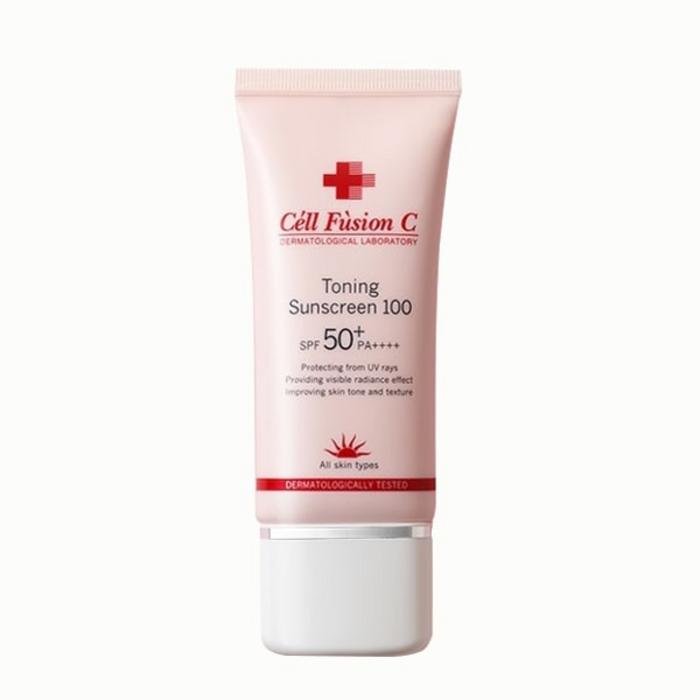 Céll Fùsion C
DERMATOLOGICAL LABORATORY
Toning
Sunscreen 100
SPF 50+ PA++++
Protecting from UV rays
Providing visible radiance effect
Improving skin tone and texture
All skin types
DERMATOLOGICALLY TESTED